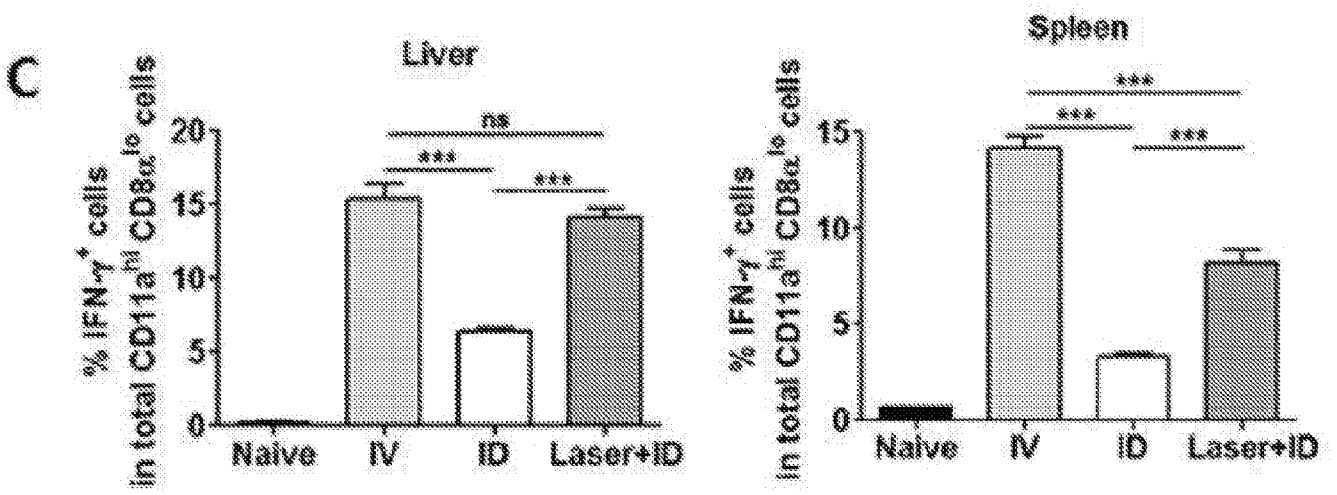 C
Liver
% IFN-γ⁺ cells
in total CD11aʰⁱ CD8αˡᵒ cells
20
15
10
5
0
ns
***
***
Naive IV ID Laser+ID
Spleen
% IFN-γ⁺ cells
in total CD11aʰⁱ CD8αˡᵒ cells
15
10
5
0
***
***
***
Naive IV ID Laser+ID